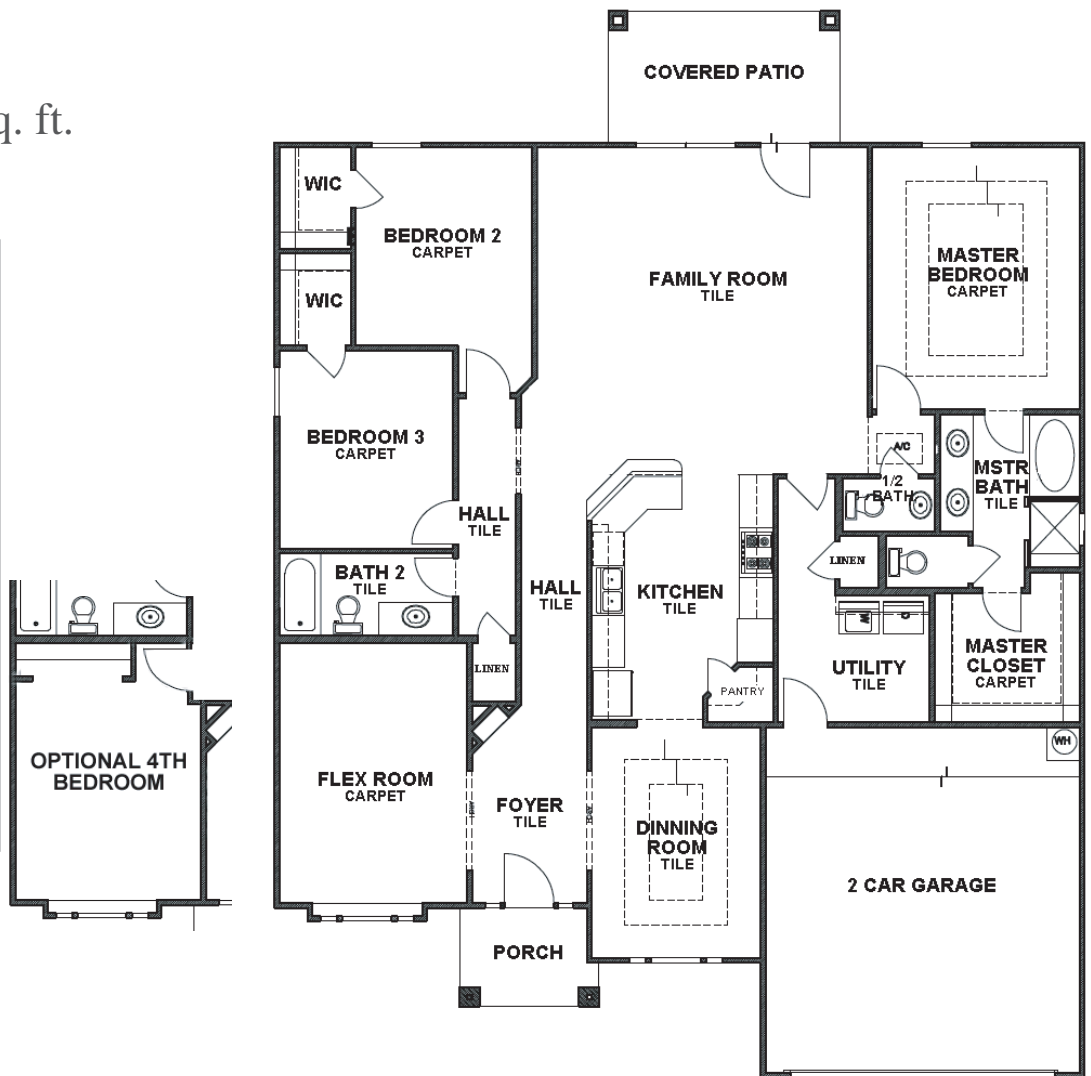 q. ft.
COVERED PATIO
WIC
BEDROOM 2
CARPET
WIC
FAMILY ROOM
TILE
MASTER
BEDROOM
CARPET
BEDROOM 3
CARPET
A/C
1/2
BATH
MSTR
BATH
TILE
HALL
TILE
LINEN
BATH 2
TILE
HALL
TILE
KITCHEN
TILE
W
D
MASTER
CLOSET
CARPET
UTILITY
TILE
LINEN
PANTRY
WH
OPTIONAL 4TH
BEDROOM
FLEX ROOM
CARPET
FOYER
TILE
DINNING
ROOM
TILE
2 CAR GARAGE
PORCH